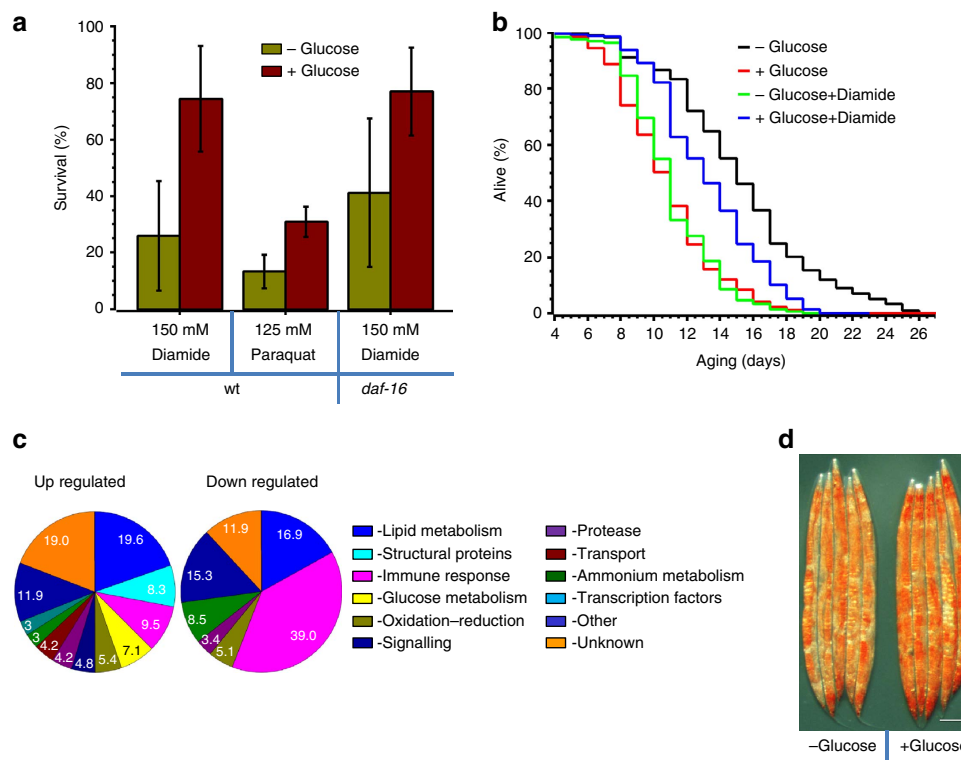 a
100
80
60
40
20
0
Survival (%)
– Glucose
+ Glucose
150 mM
Diamide
125 mM
Paraquat
150 mM
Diamide
wt
daf-16
b
100
80
60
40
20
0
Alive (%)
– Glucose
+ Glucose
– Glucose+Diamide
+ Glucose+Diamide
4 6 8 10 12 14 16 18 20 22 24 26
Aging (days)
c
Up regulated
19.0
19.6
8.3
9.5
7.1
5.4
4.8
4.2
4.2
3
3
11.9
Down regulated
11.9
16.9
39.0
5.1
3.4
8.5
15.3
-Lipid metabolism
-Structural proteins
-Immune response
-Glucose metabolism
-Oxidation–reduction
-Signalling
-Protease
-Transport
-Ammonium metabolism
-Transcription factors
-Other
-Unknown
d
–Glucose
+Glucose